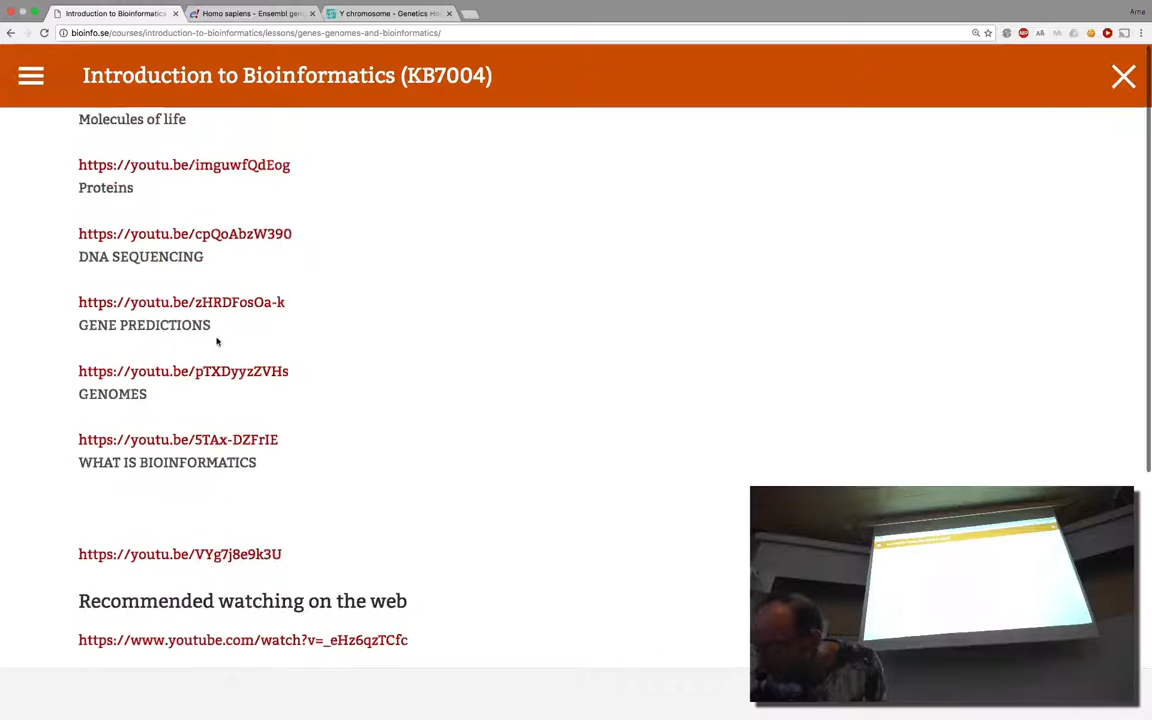 Introduction to Bioinformatics
Homo sapiens - Ensembl gen
Y chromosome - Genetics Ho
Arne
bioinfo.se/courses/introduction-to-bioinformatics/lessons/genes-genomes-and-bioinformatics/
Introduction to Bioinformatics (KB7004)
Molecules of life
https://youtu.be/imguwfQdEog
Proteins
https://youtu.be/cpQoAbzW390
DNA SEQUENCING
https://youtu.be/zHRDFosOa-k
GENE PREDICTIONS
https://youtu.be/pTXDyyzZVHs
GENOMES
https://youtu.be/5TAx-DZFrIE
WHAT IS BIOINFORMATICS
https://youtu.be/VYg7j8e9k3U
Recommended watching on the web
https://www.youtube.com/watch?v=_eHz6qzTCfc